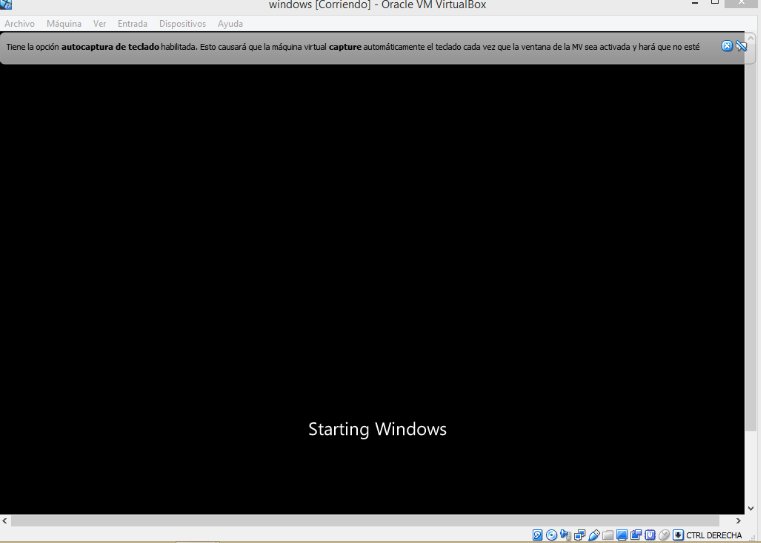 windows [Corriendo] - Oracle VM VirtualBox
Archivo Máquina Ver Entrada Dispositivos Ayuda
Tiene la opción autocaptura de teclado habilitada. Esto causará que la máquina virtual capture automáticamente el teclado cada vez que la ventana de la MV sea activada y hará que no esté
Starting Windows
CTRL DERECHA